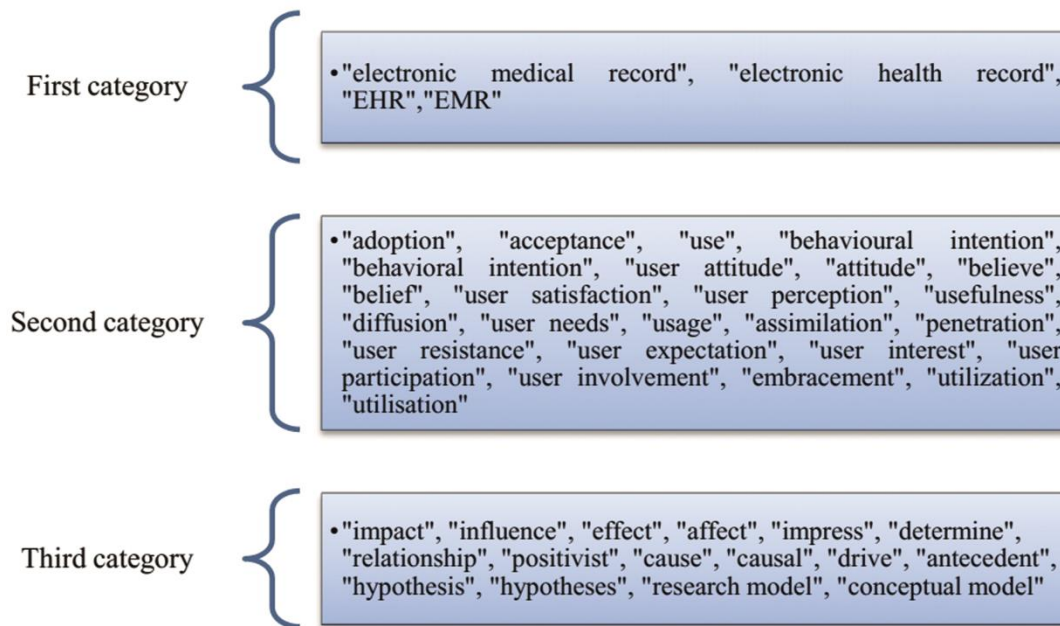 First category
•"electronic medical record", "electronic health record",
"EHR","EMR"
Second category
•"adoption", "acceptance", "use", "behavioural intention",
"behavioral intention", "user attitude", "attitude", "believe",
"belief", "user satisfaction", "user perception", "usefulness",
"diffusion", "user needs", "usage", "assimilation", "penetration",
"user resistance", "user expectation", "user interest", "user
participation", "user involvement", "embracement", "utilization",
"utilisation"
Third category
•"impact", "influence", "effect", "affect", "impress", "determine",
"relationship", "positivist", "cause", "causal", "drive", "antecedent",
"hypothesis", "hypotheses", "research model", "conceptual model"